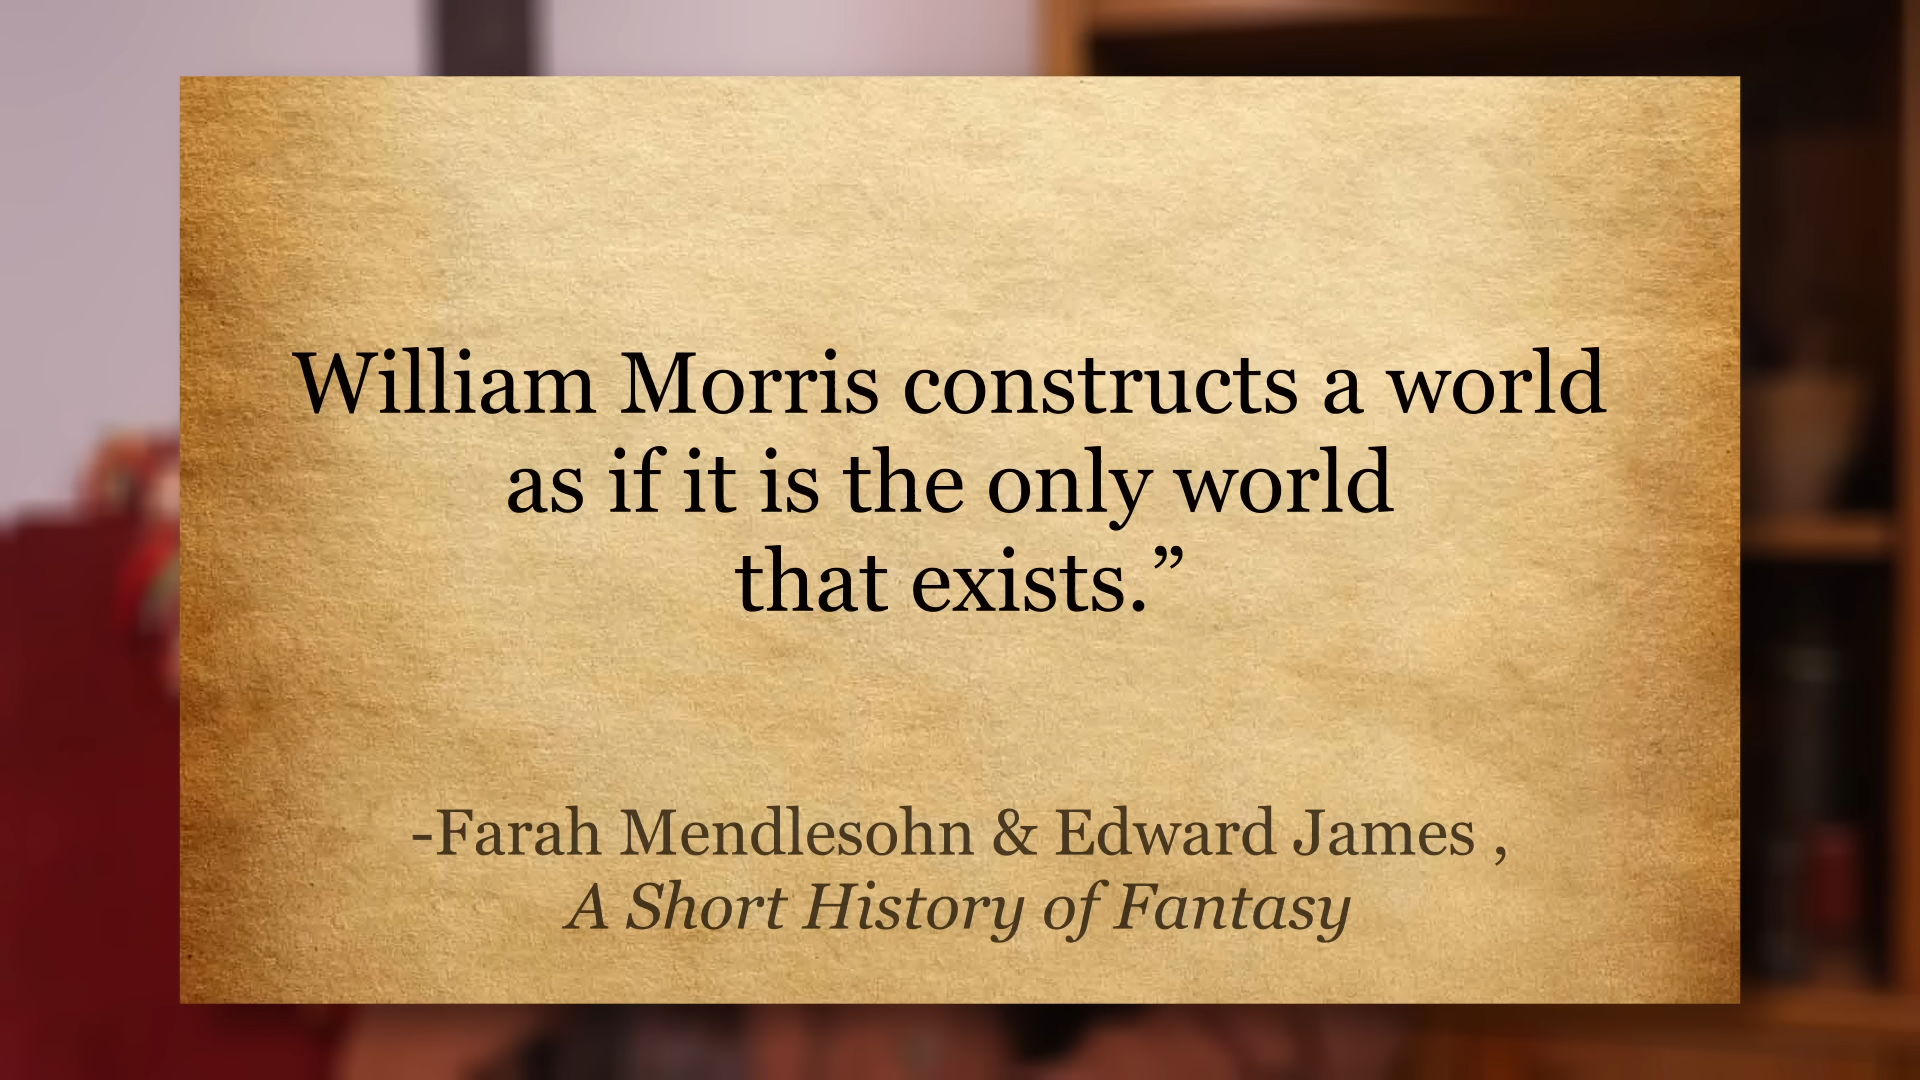 William Morris constructs a world
as if it is the only world
that exists.”
-Farah Mendlesohn & Edward James ,
A Short History of Fantasy